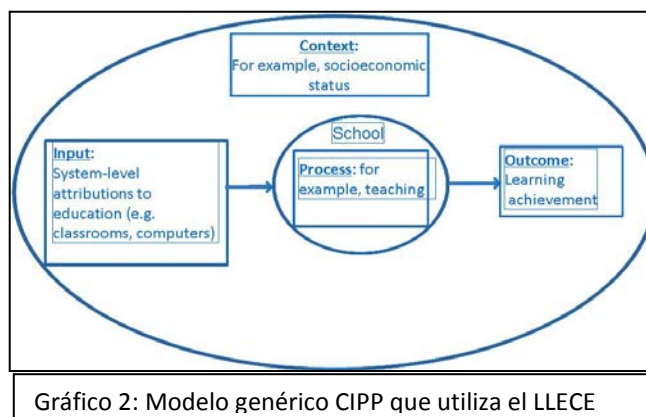 Context:
For example, socioeconomic
status
Input:
System-level
attributions to
education (e.g.
classrooms, computers)
School
Process: for
example, teaching
Outcome:
Learning
achievement
Gráfico 2: Modelo genérico CIPP que utiliza el LLECE